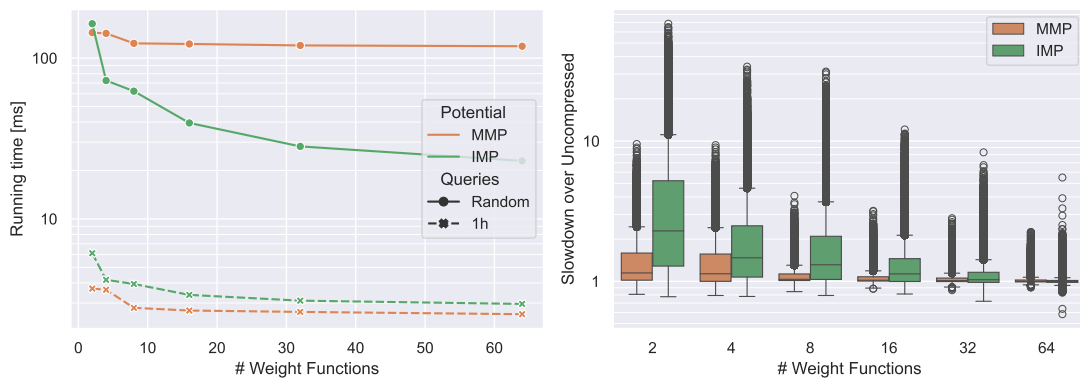 100
10
0
10
20
30
40
50
60
Running time [ms]
# Weight Functions
Potential
MMP
IMP
Queries
Random
1h
10
1
2
4
8
16
32
64
Slowdown over Uncompressed
# Weight Functions
MMP
IMP